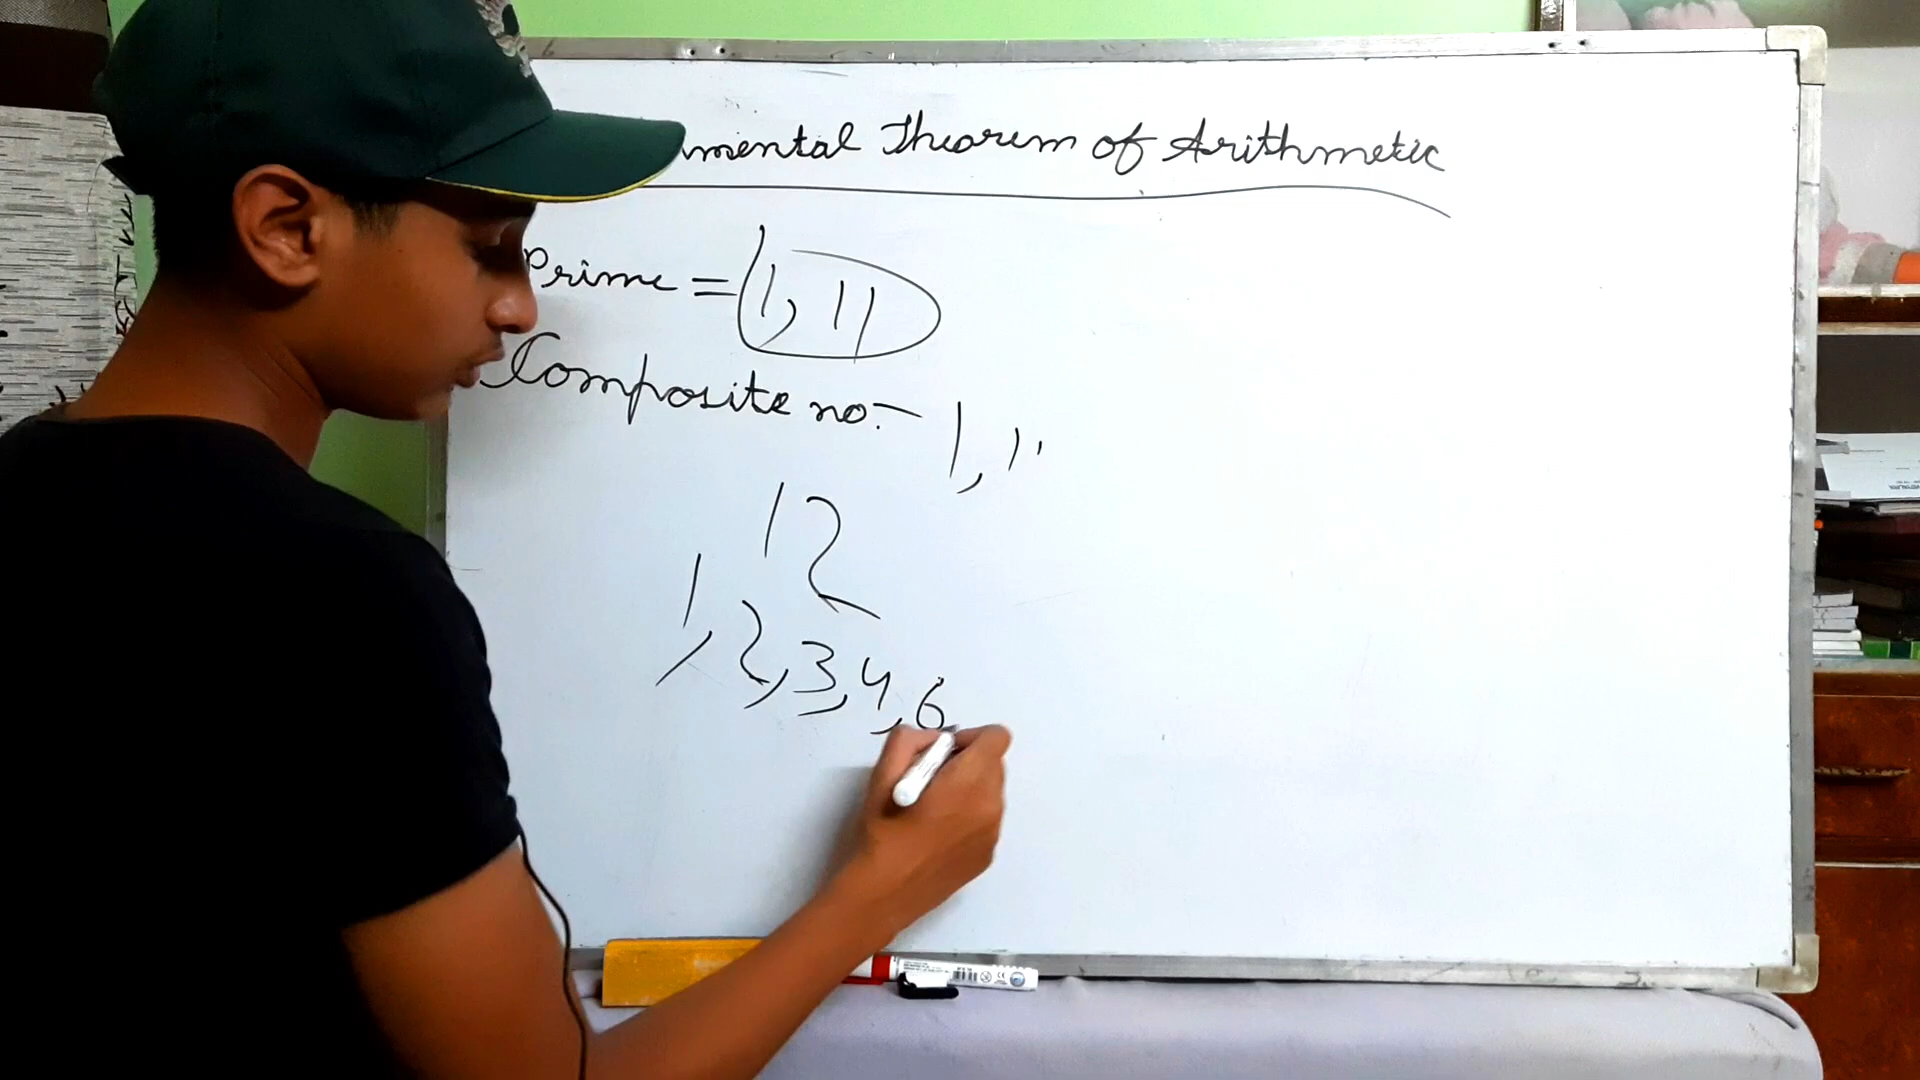 mental Theorem of Arithmetic
Prime = 1, 11
Composite no:- 1, 11
12
1, 2, 3, 4, 6